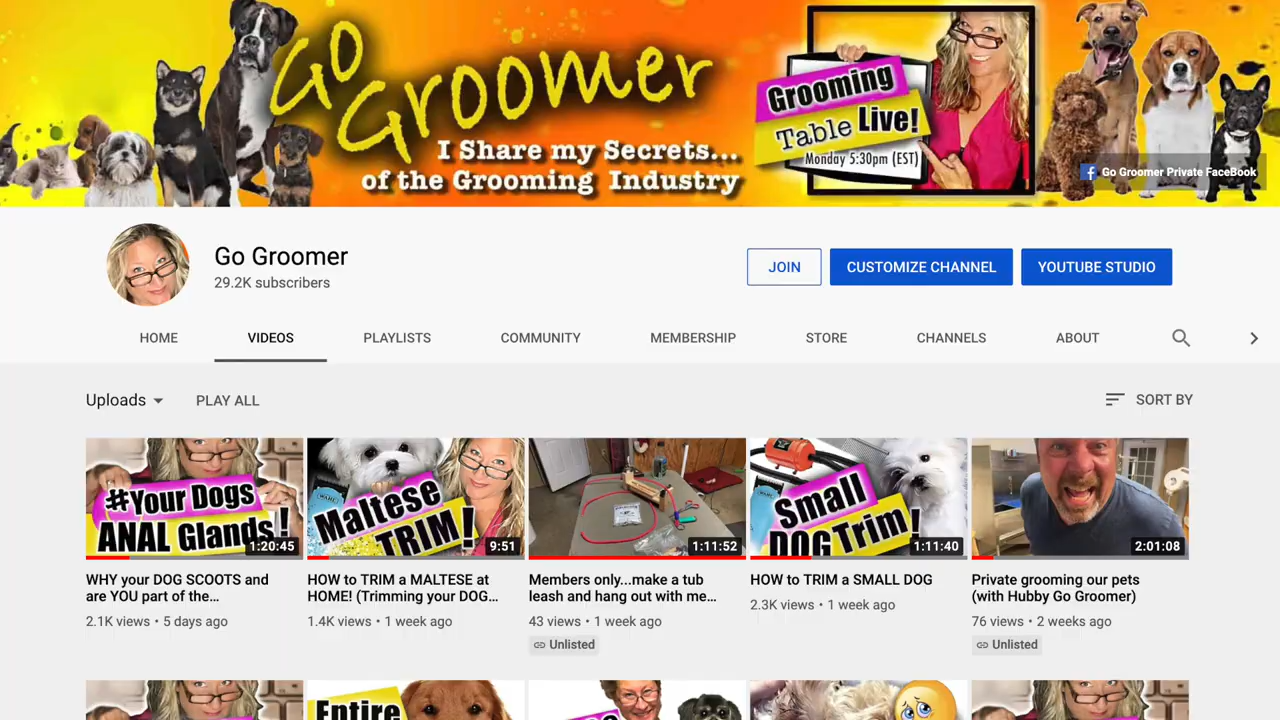 Go
Groomer
I Share my Secrets...
of the Grooming Industry
Grooming
Table Live!
Monday 5:30pm (EST)
Go Groomer Private FaceBook
Go Groomer
29.2K subscribers
JOIN
CUSTOMIZE CHANNEL
YOUTUBE STUDIO
HOME
VIDEOS
PLAYLISTS
COMMUNITY
MEMBERSHIP
STORE
CHANNELS
ABOUT
Uploads
PLAY ALL
SORT BY
#Your Dogs
ANAL Glands!
1:20:45
Maltese
TRIM!
9:51
1:11:52
Small
DOG Trim!
1:11:40
2:01:08
WHY your DOG SCOOTS and
are YOU part of the...
2.1K views • 5 days ago
HOW to TRIM a MALTESE at
HOME! (Trimming your DOG...
1.4K views • 1 week ago
Members only...make a tub
leash and hang out with me...
43 views • 1 week ago
Unlisted
HOW to TRIM a SMALL DOG
2.3K views • 1 week ago
Private grooming our pets
(with Hubby Go Groomer)
76 views • 2 weeks ago
Unlisted
Entire